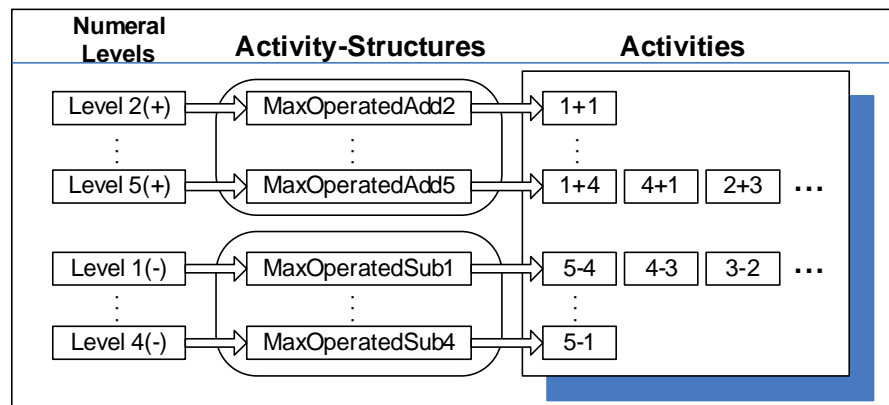 Numeral Levels Activity-Structures Activities
Level 2(+) MaxOperatedAdd2 1+1
⋮ ⋮ ⋮
Level 5(+) MaxOperatedAdd5 1+4 4+1 2+3 ...
Level 1(-) MaxOperatedSub1 5-4 4-3 3-2 ...
⋮ ⋮ ⋮
Level 4(-) MaxOperatedSub4 5-1